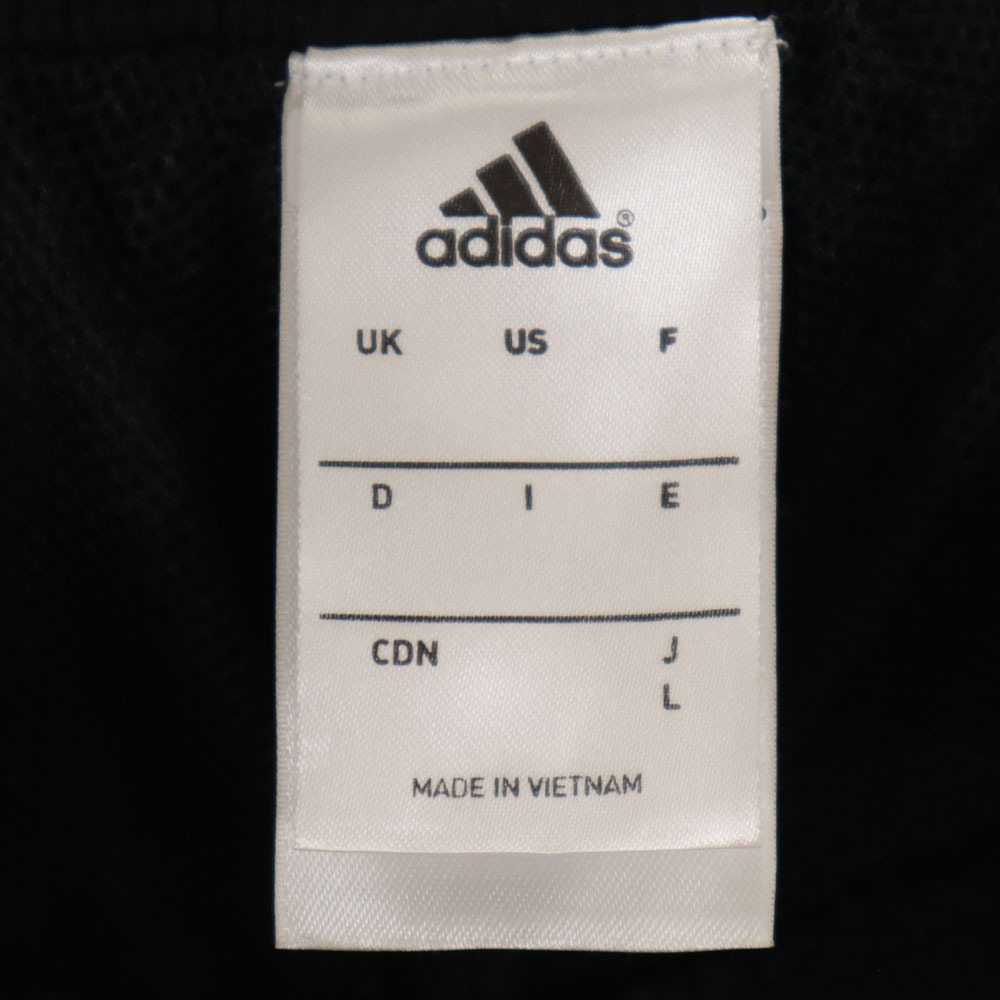 adidas®
UK US F
D I E
CDN J
L
MADE IN VIETNAM